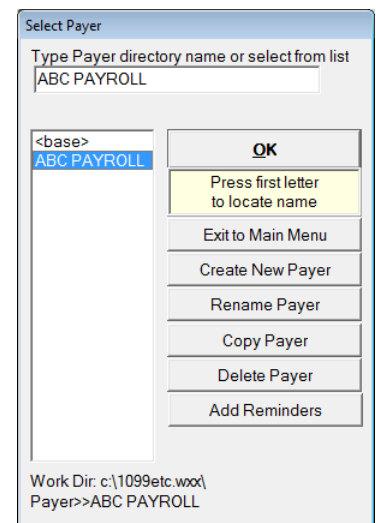 Select Payer
Type Payer directory name or select from list
ABC PAYROLL
<base>
ABC PAYROLL
OK
Press first letter
to locate name
Exit to Main Menu
Create New Payer
Rename Payer
Copy Payer
Delete Payer
Add Reminders
Work Dir: c:\1099etc.wxx\
Payer>>ABC PAYROLL